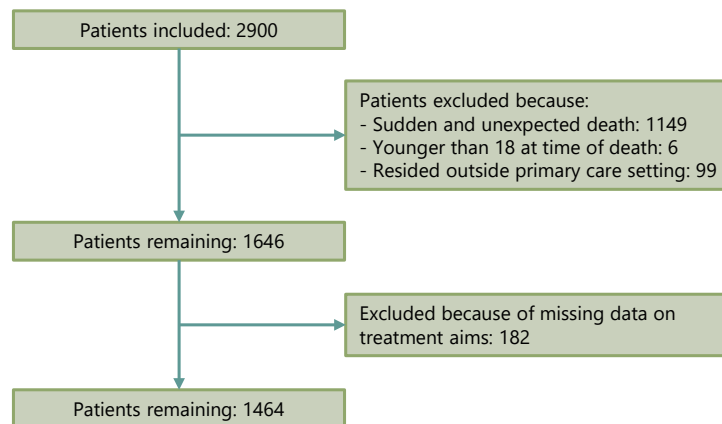 Patients included: 2900
Patients excluded because:
- Sudden and unexpected death: 1149
- Younger than 18 at time of death: 6
- Resided outside primary care setting: 99
Patients remaining: 1646
Excluded because of missing data on
treatment aims: 182
Patients remaining: 1464